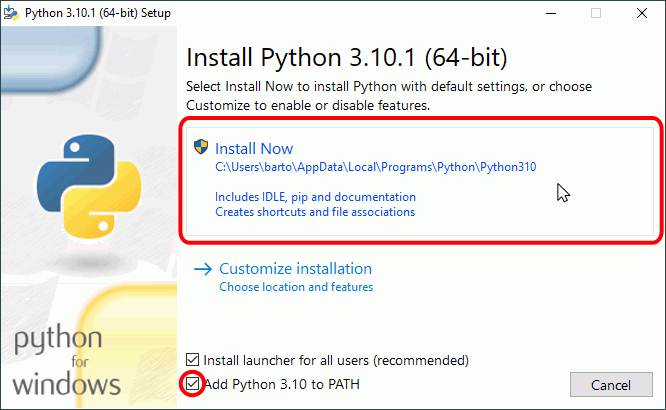 Python 3.10.1 (64-bit) Setup
Install Python 3.10.1 (64-bit)
Select Install Now to install Python with default settings, or choose
Customize to enable or disable features.
Install Now
C:\Users\barto\AppData\Local\Programs\Python\Python310
Includes IDLE, pip and documentation
Creates shortcuts and file associations
Customize installation
Choose location and features
python
for
windows
Install launcher for all users (recommended)
Add Python 3.10 to PATH
Cancel